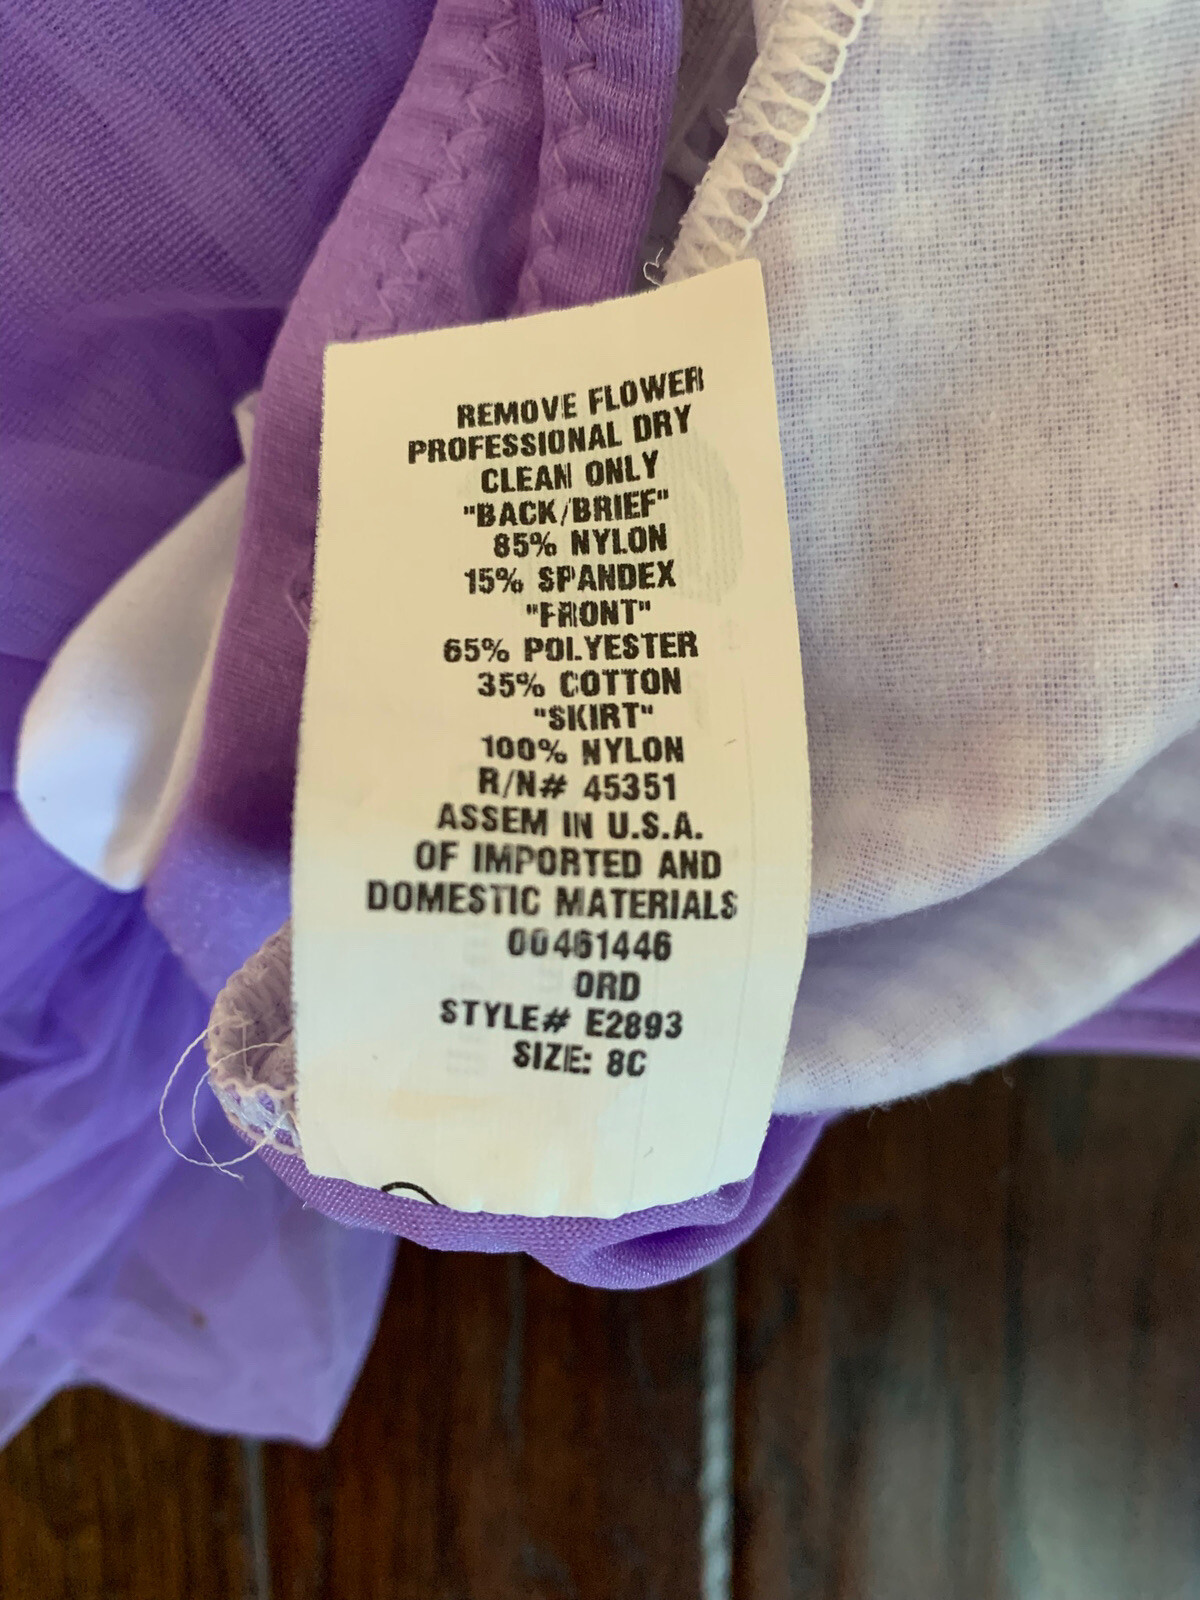 REMOVE FLOWER
PROFESSIONAL DRY
CLEAN ONLY
"BACK/BRIEF"
85% NYLON
15% SPANDEX
"FRONT"
65% POLYESTER
35% COTTON
"SKIRT"
100% NYLON
R/N# 45351
ASSEM IN U.S.A.
OF IMPORTED AND
DOMESTIC MATERIALS
00461446
ORD
STYLE# E2893
SIZE: 8C